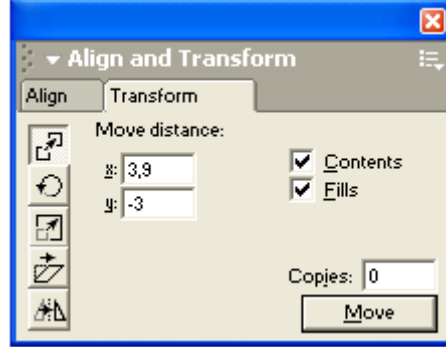 Align and Transform
Align
Transform
Move distance:
x: 3,9
y: -3
Contents
Fills
Copies: 0
Move